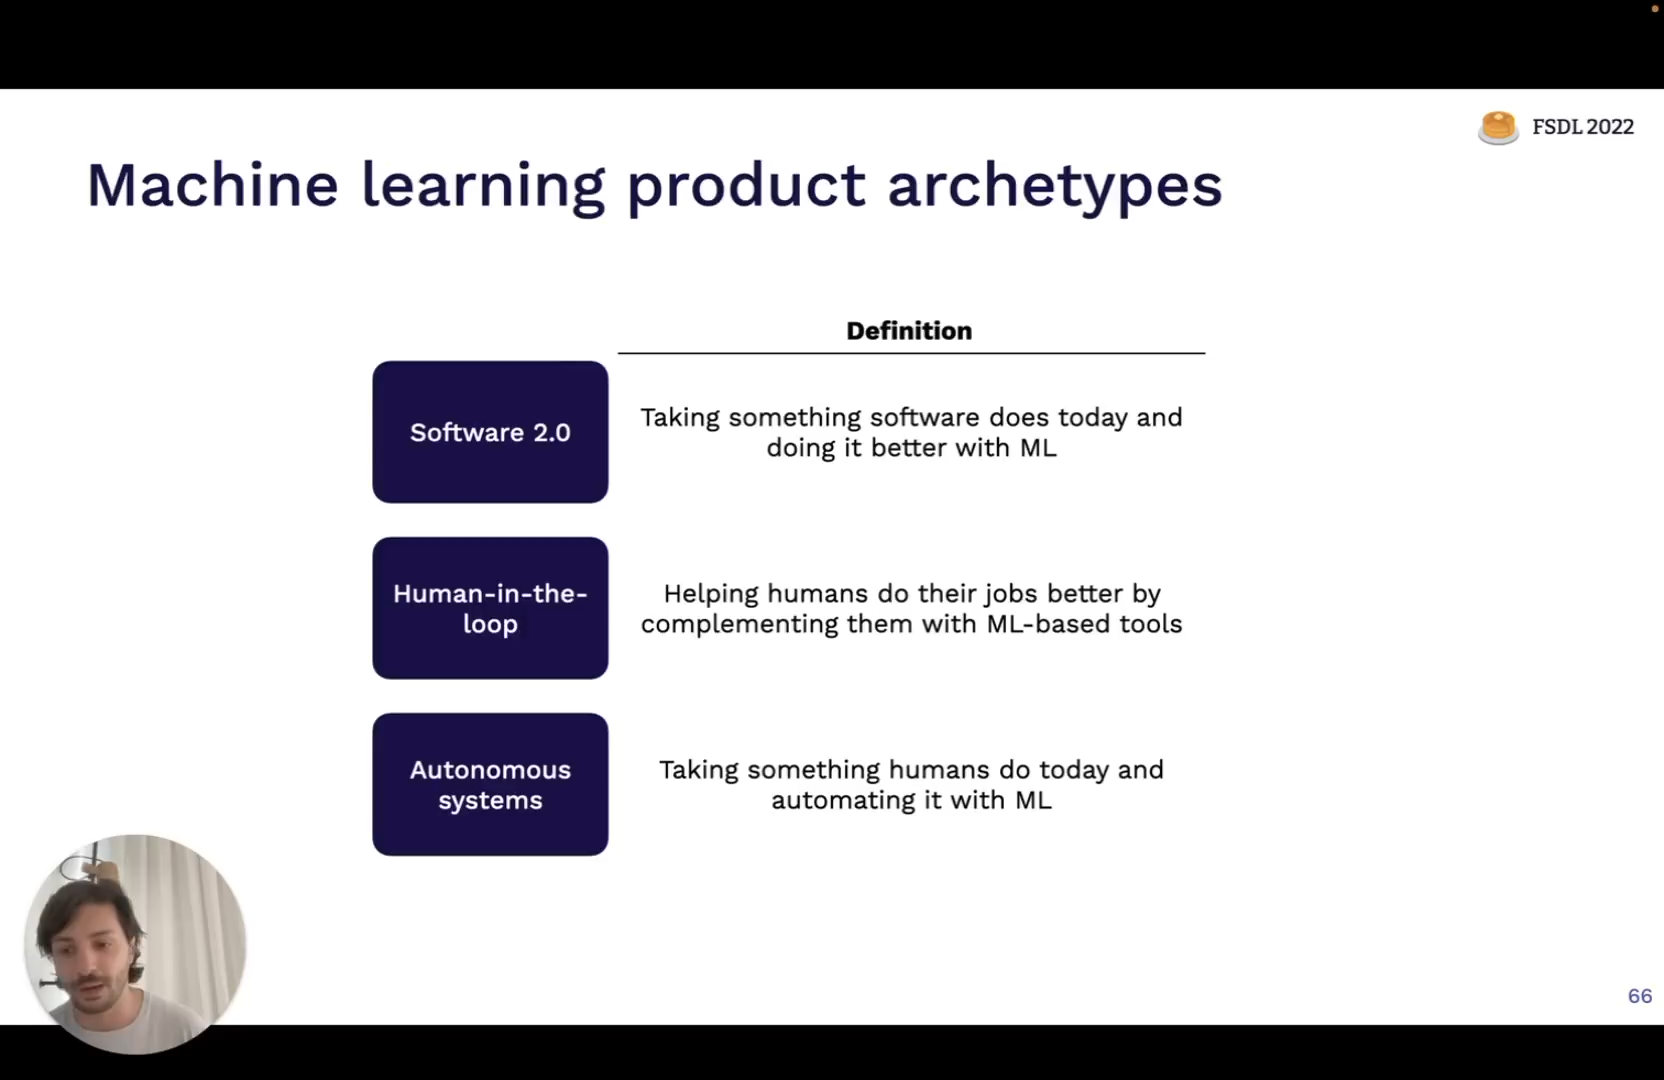 FSDL 2022
Machine learning product archetypes
Definition
Software 2.0
Taking something software does today and
doing it better with ML
Human-in-the-
loop
Helping humans do their jobs better by
complementing them with ML-based tools
Autonomous
systems
Taking something humans do today and
automating it with ML
66